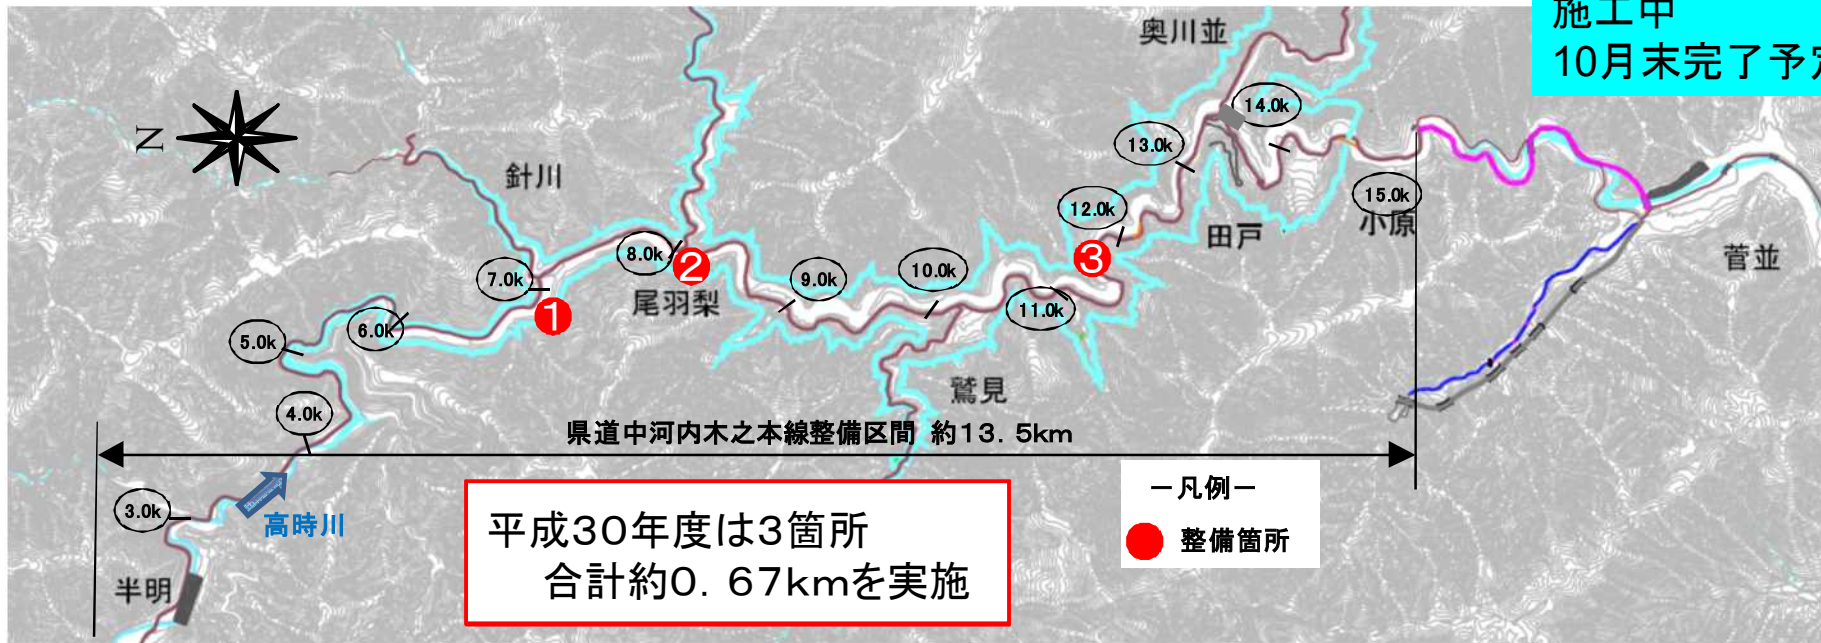 施工中
10月末完了予定
奥川並
N
14.0k
13.0k
針川
15.0k
12.0k
小原
田戸
8.0k
菅並
7.0k
2
3
9.0k
10.0k
尾羽梨
1
11.0k
6.0k
5.0k
鷲見
4.0k
県道中河内木之本線整備区間 約13.5km
3.0k
高時川
半明
平成30年度は3箇所
合計約0.67kmを実施
－凡例－
整備箇所